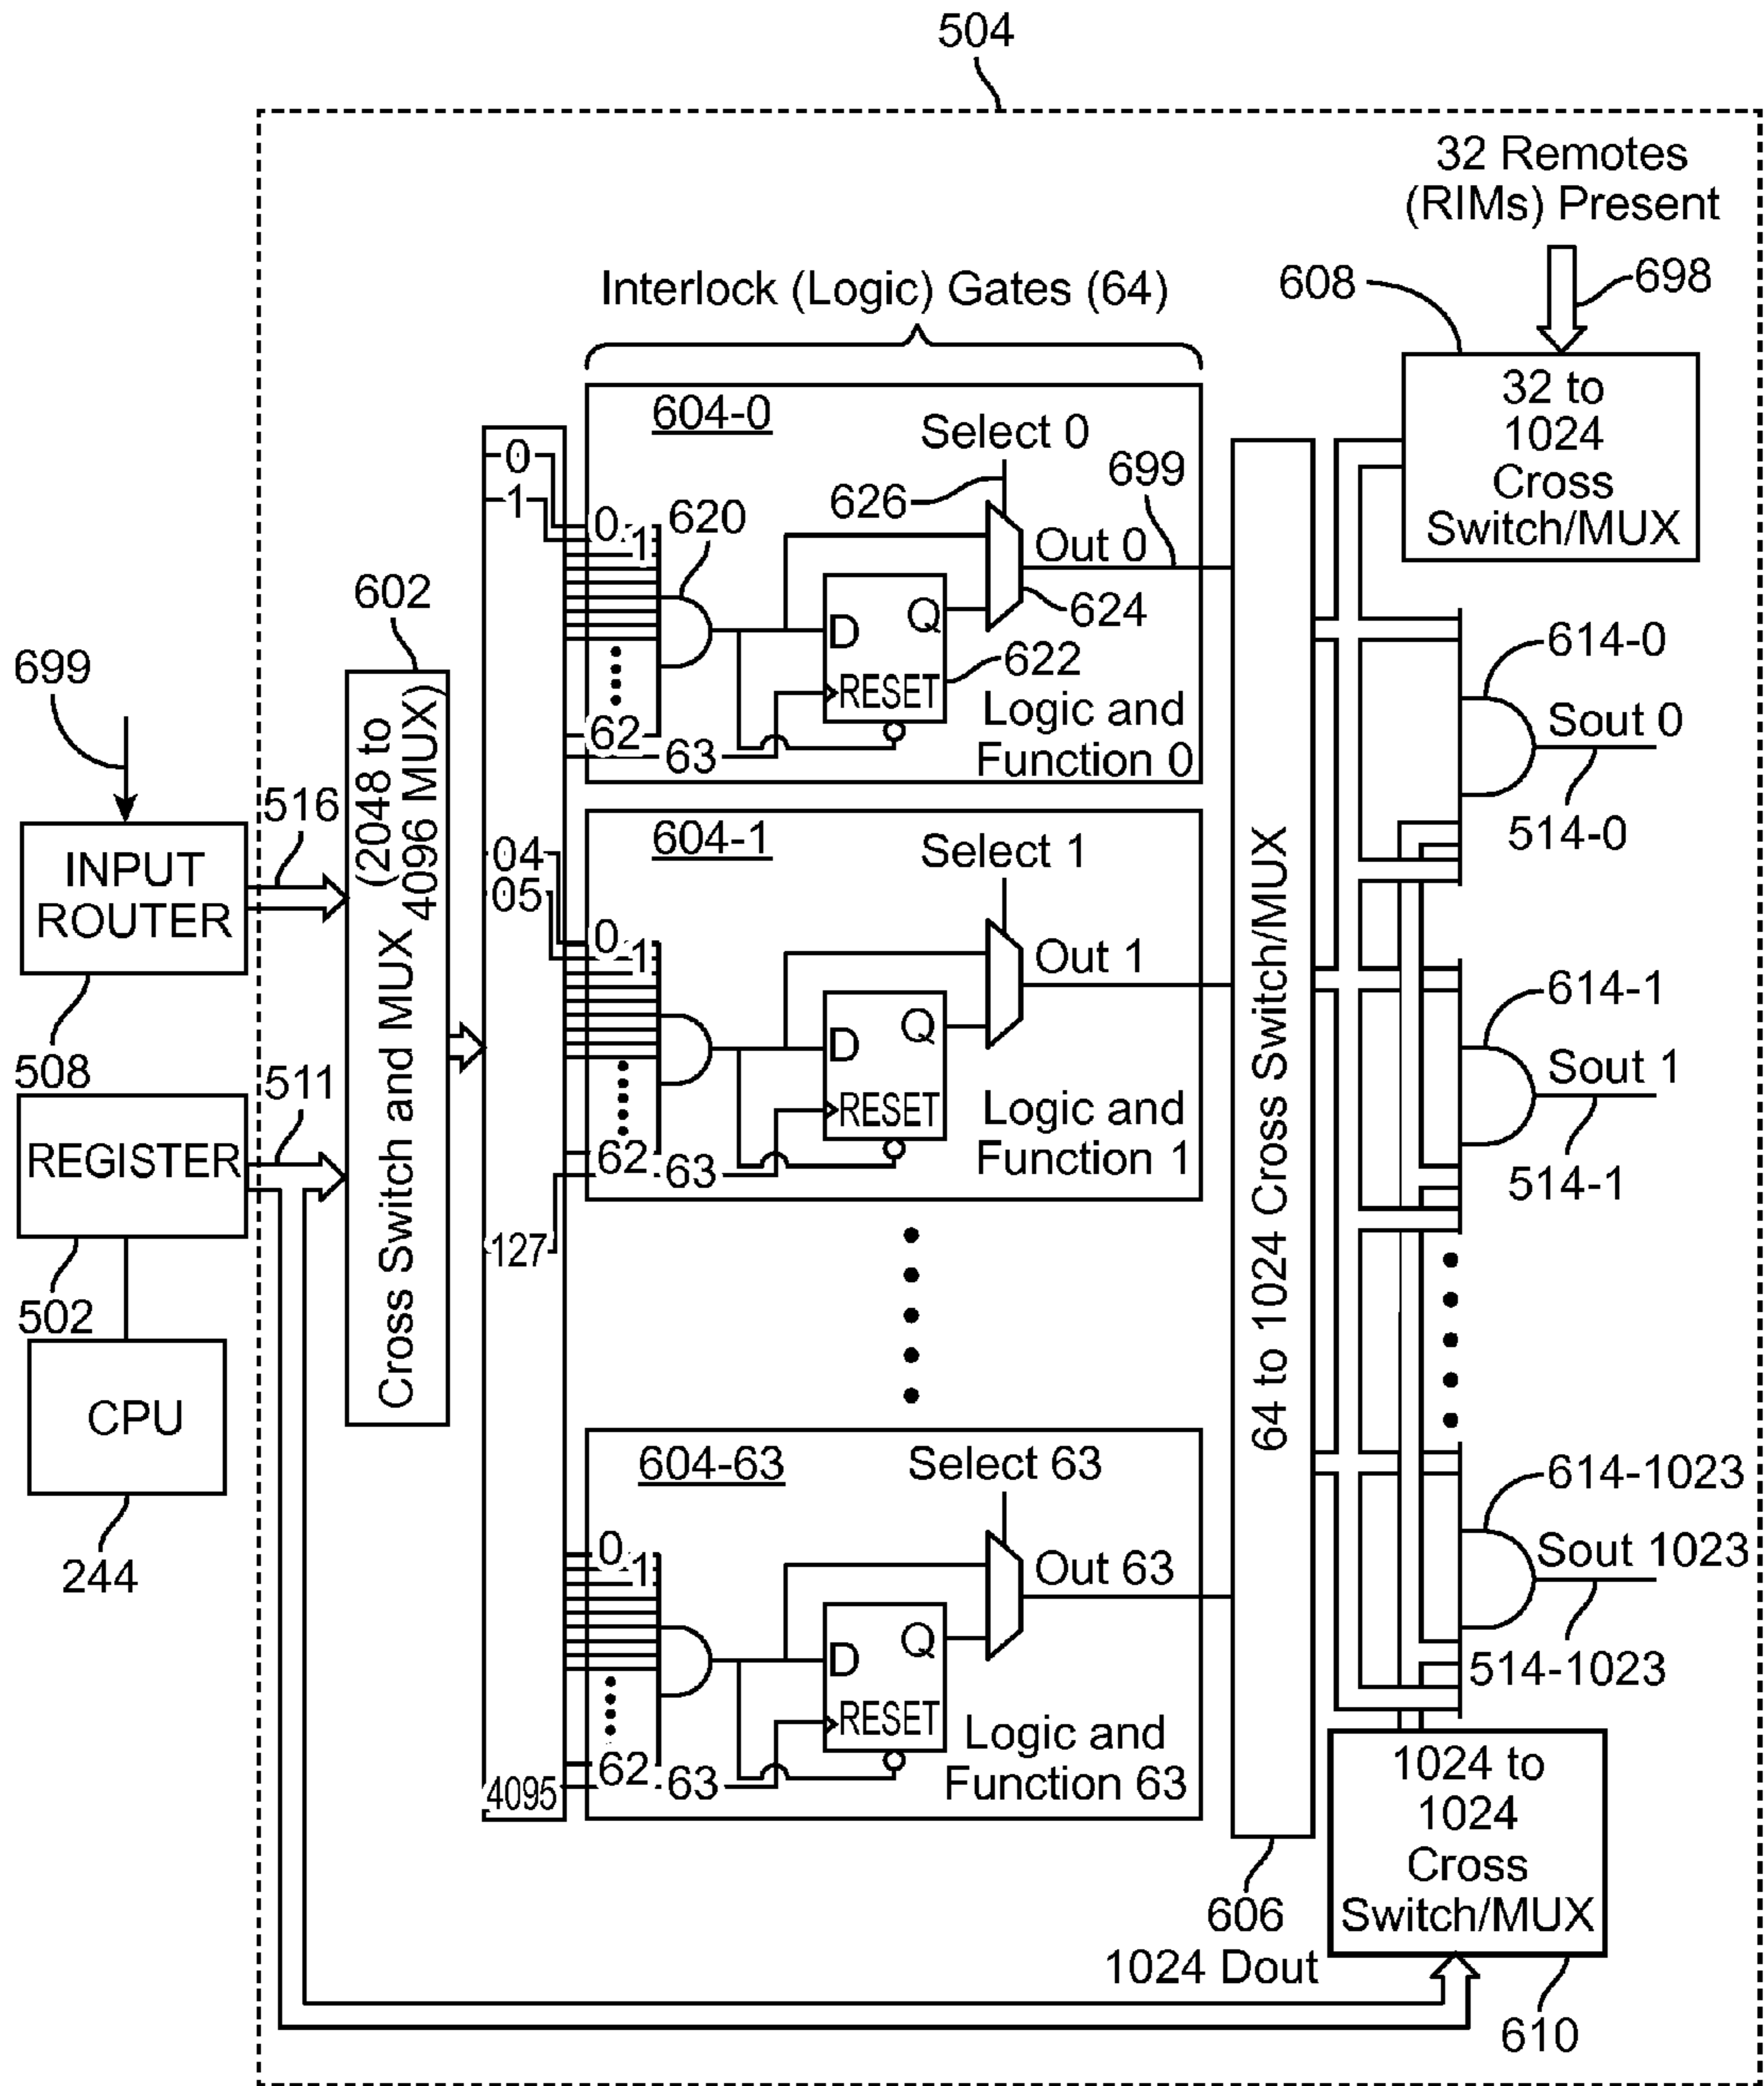 504
32 Remotes
(RIMs) Present
608
698
Interlock (Logic) Gates (64)
32 to
1024
Cross
Switch/MUX
604-0
Select 0
699
626
620
0
1
0
1
Out 0
624
D
Q
RESET
622
62
63
Logic and
Function 0
602
699
516
INPUT
ROUTER
508
511
REGISTER
502
CPU
244
Cross Switch and MUX (2048 to
4096 MUX)
604-1
Select 1
04
05
0
1
Out 1
D
Q
RESET
62
63
127
Logic and
Function 1
604-63
Select 63
0
1
Out 63
D
Q
RESET
62
63
4095
Logic and
Function 63
64 to 1024 Cross Switch/MUX
606
1024 Dout
614-0
Sout 0
514-0
614-1
Sout 1
514-1
614-1023
Sout 1023
514-1023
1024 to
1024
Cross
Switch/MUX
610